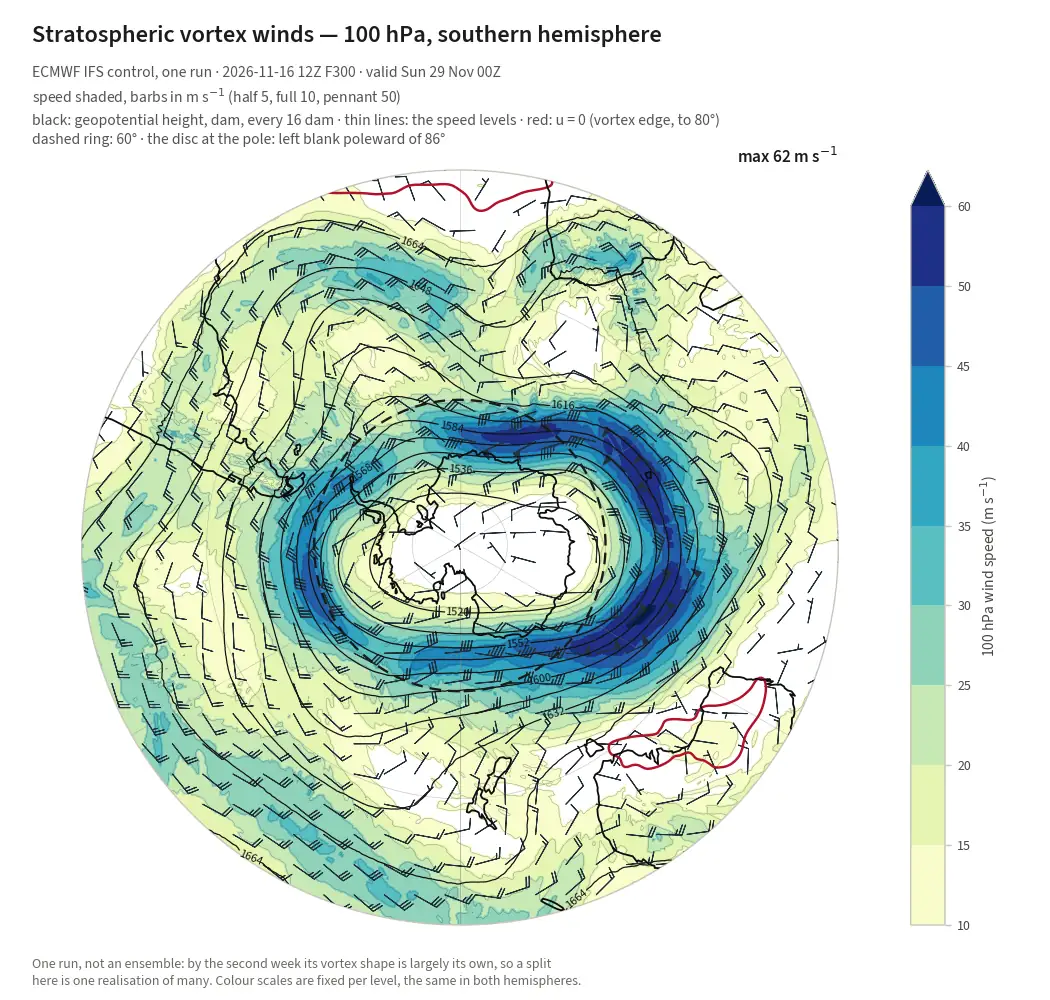 Stratospheric vortex winds — 100 hPa, southern hemisphere
ECMWF IFS control, one run · 2026-11-16 12Z F300 · valid Sun 29 Nov 00Z
speed shaded, barbs in m s⁻¹ (half 5, full 10, pennant 50)
black: geopotential height, dam, every 16 dam · thin lines: the speed levels · red: u = 0 (vortex edge, to 80°)
dashed ring: 60° · the disc at the pole: left blank poleward of 86°
max 62 m s⁻¹
1664
1648
1616
1584
1568
1536
1520
1552
1600
1632
1664
1664
60
50
45
40
35
30
25
20
15
10
100 hPa wind speed (m s⁻¹)
One run, not an ensemble: by the second week its vortex shape is largely its own, so a split
here is one realisation of many. Colour scales are fixed per level, the same in both hemispheres.